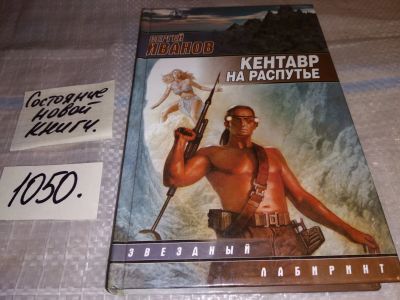 Состояние
новой
книги.
1050.
СЕРГЕЙ
ИВАНОВ
КЕНТАВР
НА РАСПУТЬЕ
ЗВЕЗДНЫЙ
ЛАБИРИНТ